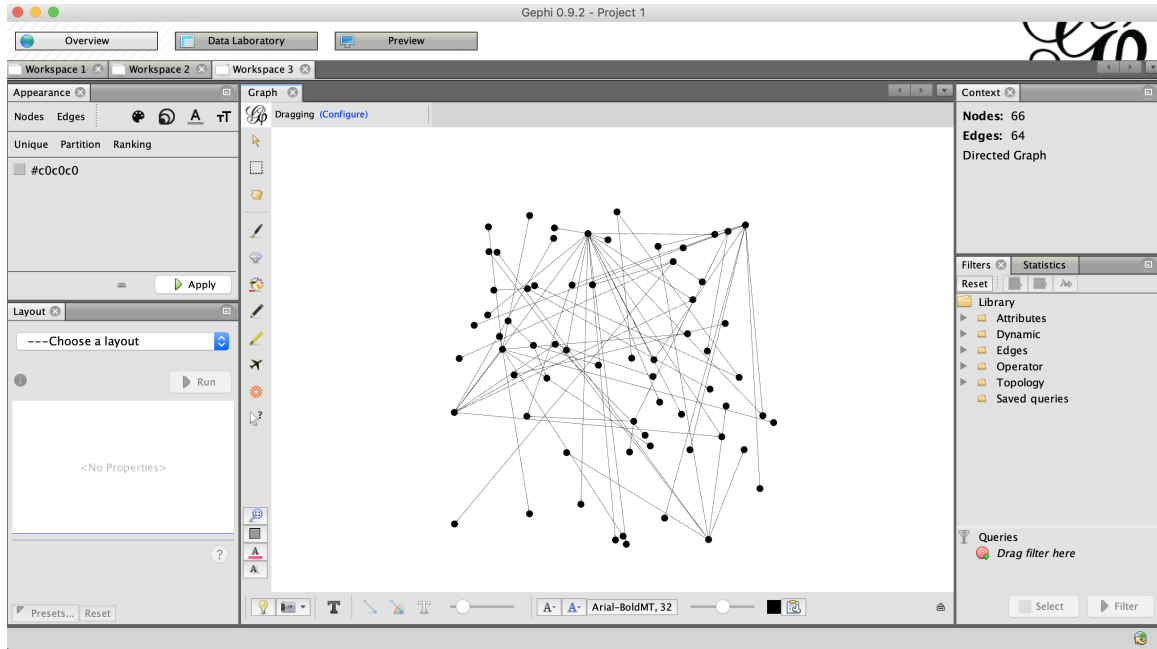 Gephi 0.9.2 - Project 1
Overview
Data Laboratory
Preview
Workspace 1
Workspace 2
Workspace 3
Appearance
Nodes Edges
A
TT
Unique Partition Ranking
#c0c0c0
Apply
Layout
---Choose a layout
Run
<No Properties>
?
Presets... Reset
Graph
Dragging (Configure)
?
A
A
T
T
A- A- Arial-BoldMT, 32
Context
Nodes: 66
Edges: 64
Directed Graph
Filters
Statistics
Reset
Library
Attributes
Dynamic
Edges
Operator
Topology
Saved queries
Queries
Drag filter here
Select
Filter